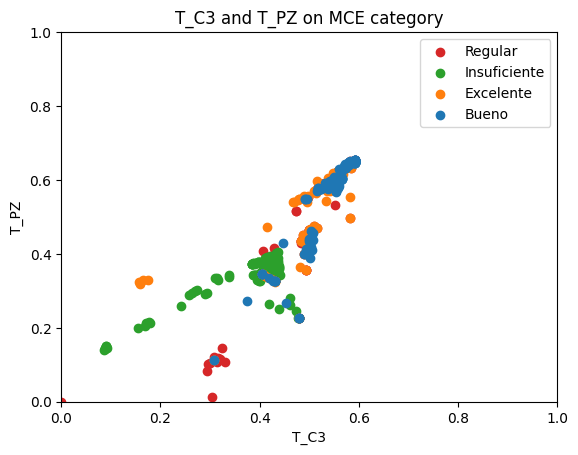 T_C3 and T_PZ on MCE category
1.0
0.8
0.6
0.4
0.2
0.0
T_PZ
Regular
Insuficiente
Excelente
Bueno
0.0 0.2 0.4 0.6 0.8 1.0
T_C3